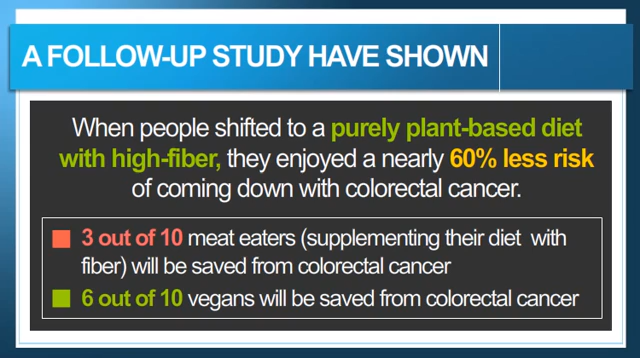 A FOLLOW-UP STUDY HAVE SHOWN
When people shifted to a purely plant-based diet
with high-fiber, they enjoyed a nearly 60% less risk
of coming down with colorectal cancer.
3 out of 10 meat eaters (supplementing their diet with
fiber) will be saved from colorectal cancer
6 out of 10 vegans will be saved from colorectal cancer